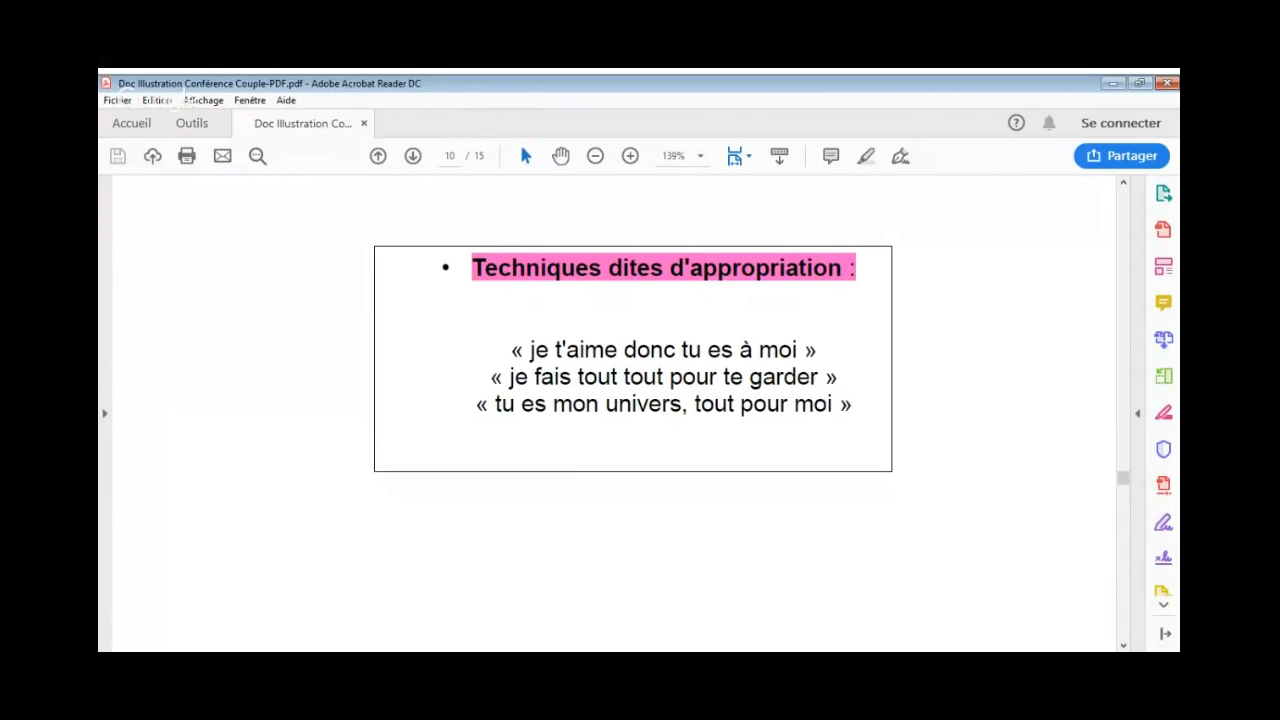 Doc Illustration Conférence Couple-PDF.pdf - Adobe Acrobat Reader DC
Fichier Edition Affichage Fenêtre Aide
Accueil Outils Doc Illustration Co... Se connecter
10 / 15 139% Partager
• Techniques dites d'appropriation :
« je t'aime donc tu es à moi »
« je fais tout tout pour te garder »
« tu es mon univers, tout pour moi »